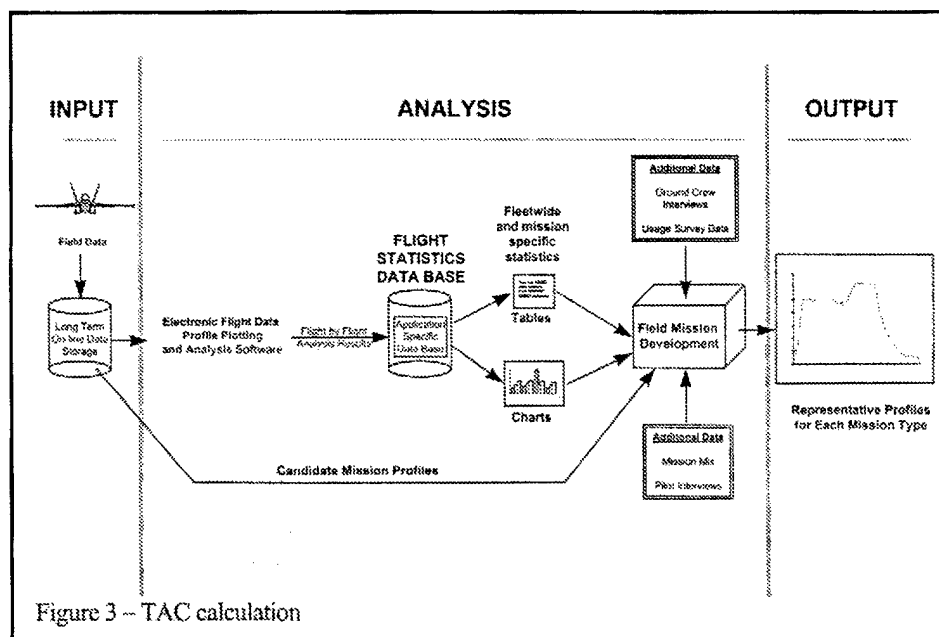 INPUT
ANALYSIS
OUTPUT
Field Data
Long Term
On-line Data
Storage
Electronic Flight Data
Profile Plotting
and Analysis Software
Flight by Flight
Analysis Results
FLIGHT
STATISTICS
DATA BASE
Application
Specific
Data Base
Fleetwide
and mission
specific
statistics
Tables
Charts
Additional Data
Ground Crew
Interviews
Usage Survey Data
Field Mission
Development
Additional Data
Mission Mix
Pilot Interviews
Candidate Mission Profiles
Representative Profiles
for Each Mission Type
Figure 3 – TAC calculation